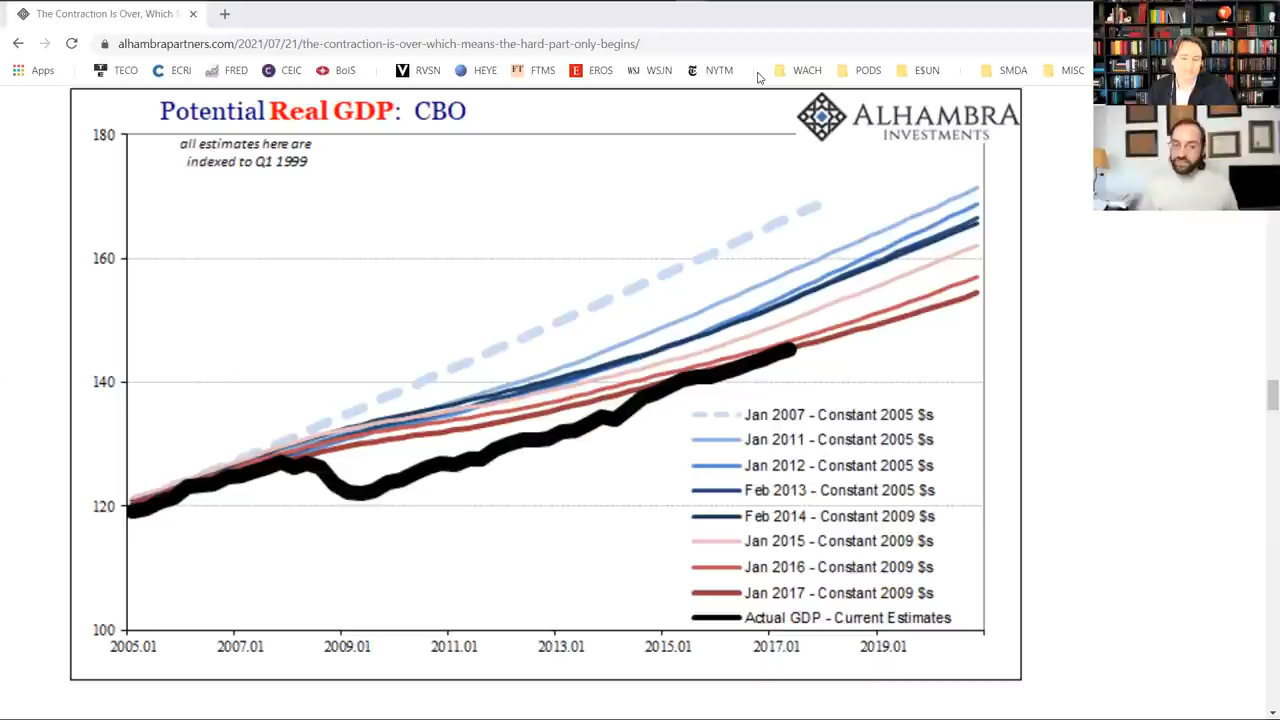 The Contraction Is Over, Which
alhambrapartners.com/2021/07/21/the-contraction-is-over-which-means-the-hard-part-only-begins/
Apps TECO ECRI FRED CEIC BoIS RVSN HEYE FTMS EROS WSJ WSIN NYTM WACH PODS E$UN SMDA MISC
Potential Real GDP: CBO
ALHAMBRA
INVESTMENTS
all estimates here are
indexed to Q1 1999
180
160
140
120
100
Jan 2007 - Constant 2005 $s
Jan 2011 - Constant 2005 $s
Jan 2012 - Constant 2005 $s
Feb 2013 - Constant 2005 $s
Feb 2014 - Constant 2009 $s
Jan 2015 - Constant 2009 $s
Jan 2016 - Constant 2009 $s
Jan 2017 - Constant 2009 $s
Actual GDP - Current Estimates
2005.01 2007.01 2009.01 2011.01 2013.01 2015.01 2017.01 2019.01